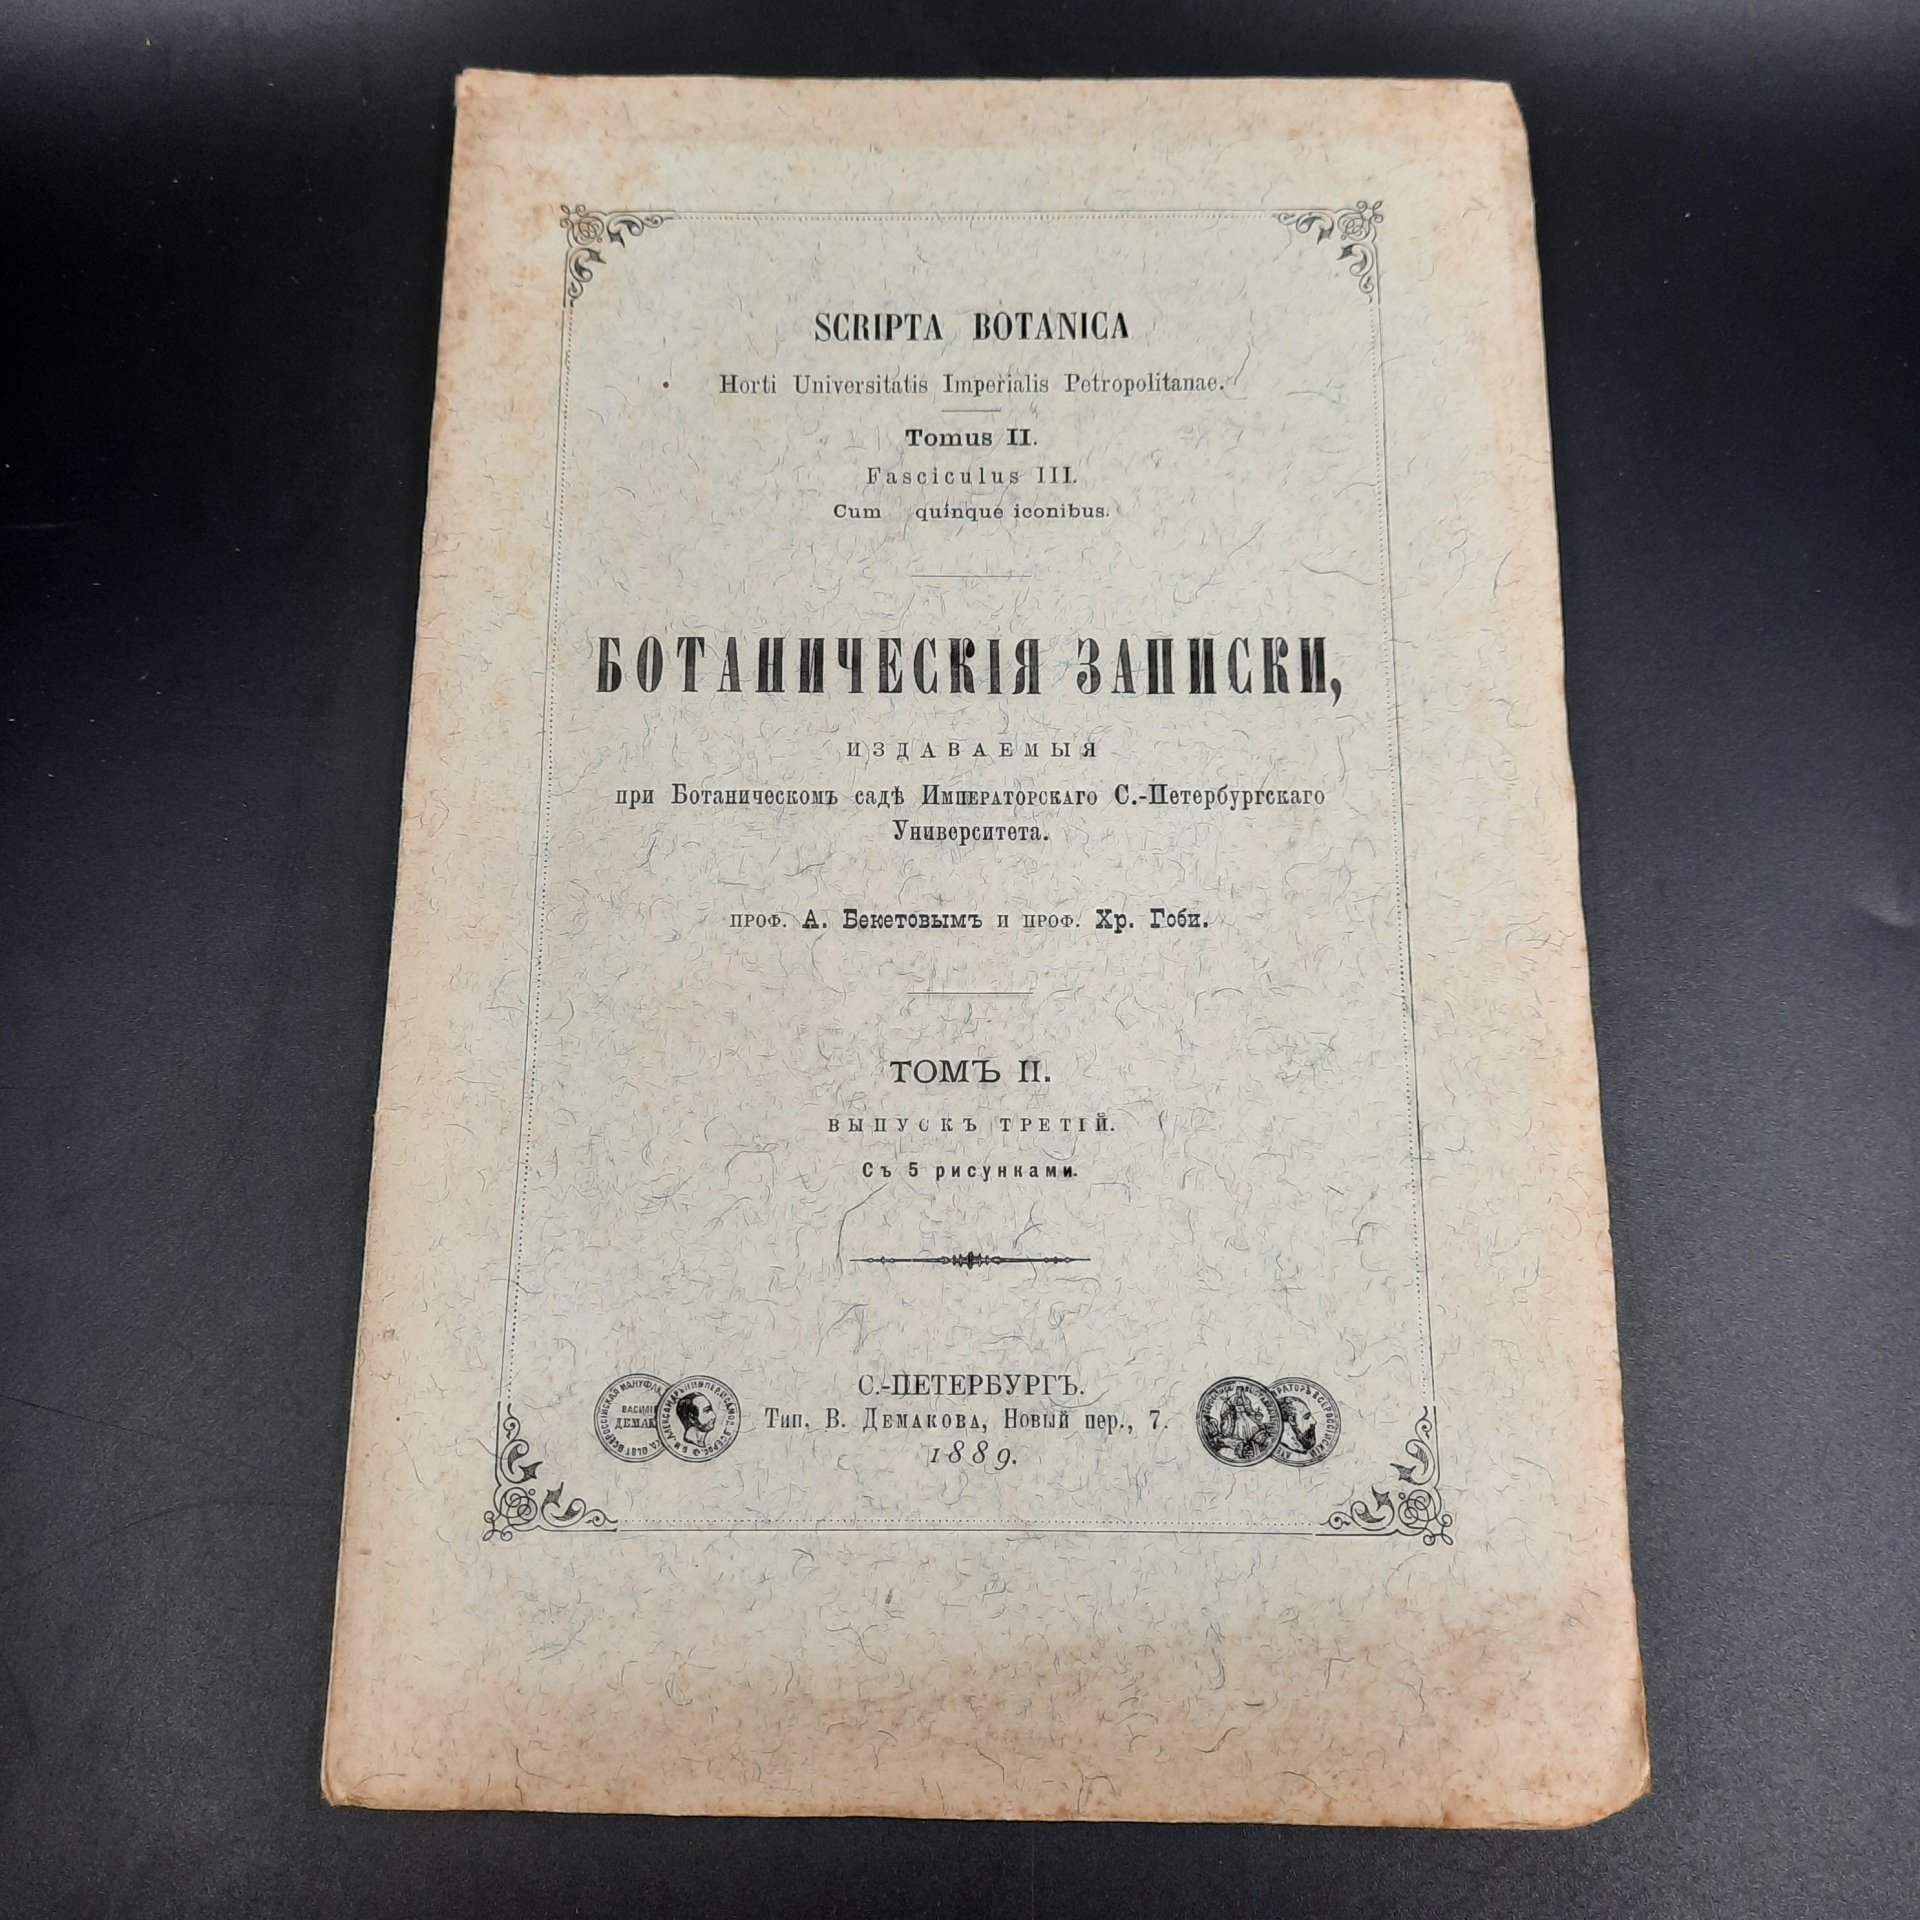 SCRIPTA BOTANICA
Horti Universitatis Imperialis Petropolitanae.
Tomus II.
Fasciculus III.
Cum quinque iconibus.
БОТАНИЧЕСКІЯ ЗАПИСКИ,
ИЗДАВАЕМЫЯ
при Ботаническомъ садѣ Императорскаго С.-Петербургскаго
Университета.
ПРОФ. А. Бекетовымъ и ПРОФ. Хр. Гоби.
ТОМЪ II.
ВЫПУСКЪ ТРЕТІЙ.
Съ 5 рисунками.
С.-ПЕТЕРБУРГЪ.
Тип. В. Демакова, Новый пер., 7.
1889.